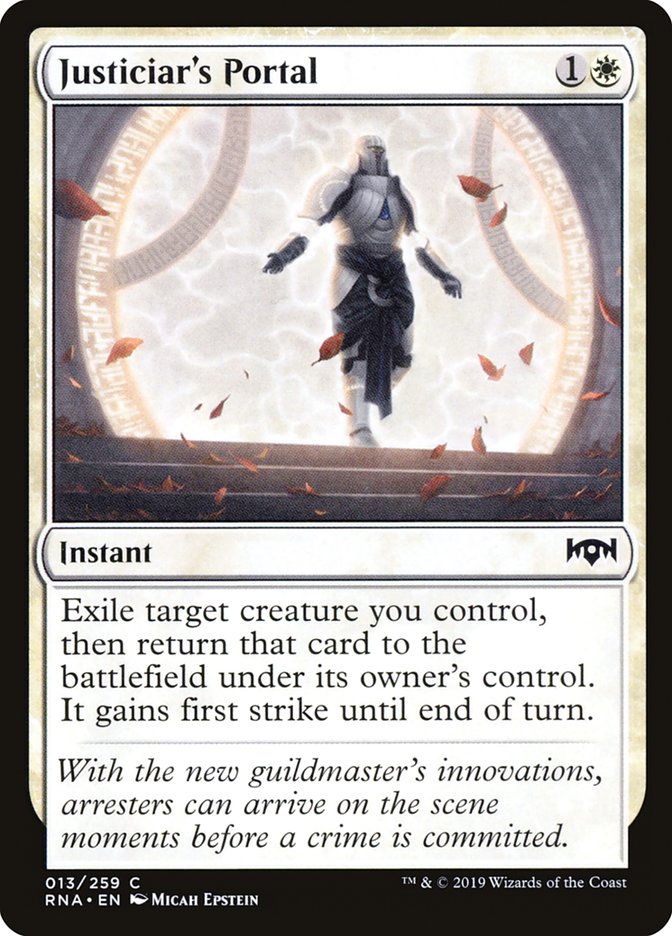 Justiciar's Portal 1
Instant
Exile target creature you control,
then return that card to the
battlefield under its owner's control.
It gains first strike until end of turn.
With the new guildmaster's innovations,
arresters can arrive on the scene
moments before a crime is committed.
013/259 C
™ & © 2019 Wizards of the Coast
RNA • EN Micah Epstein